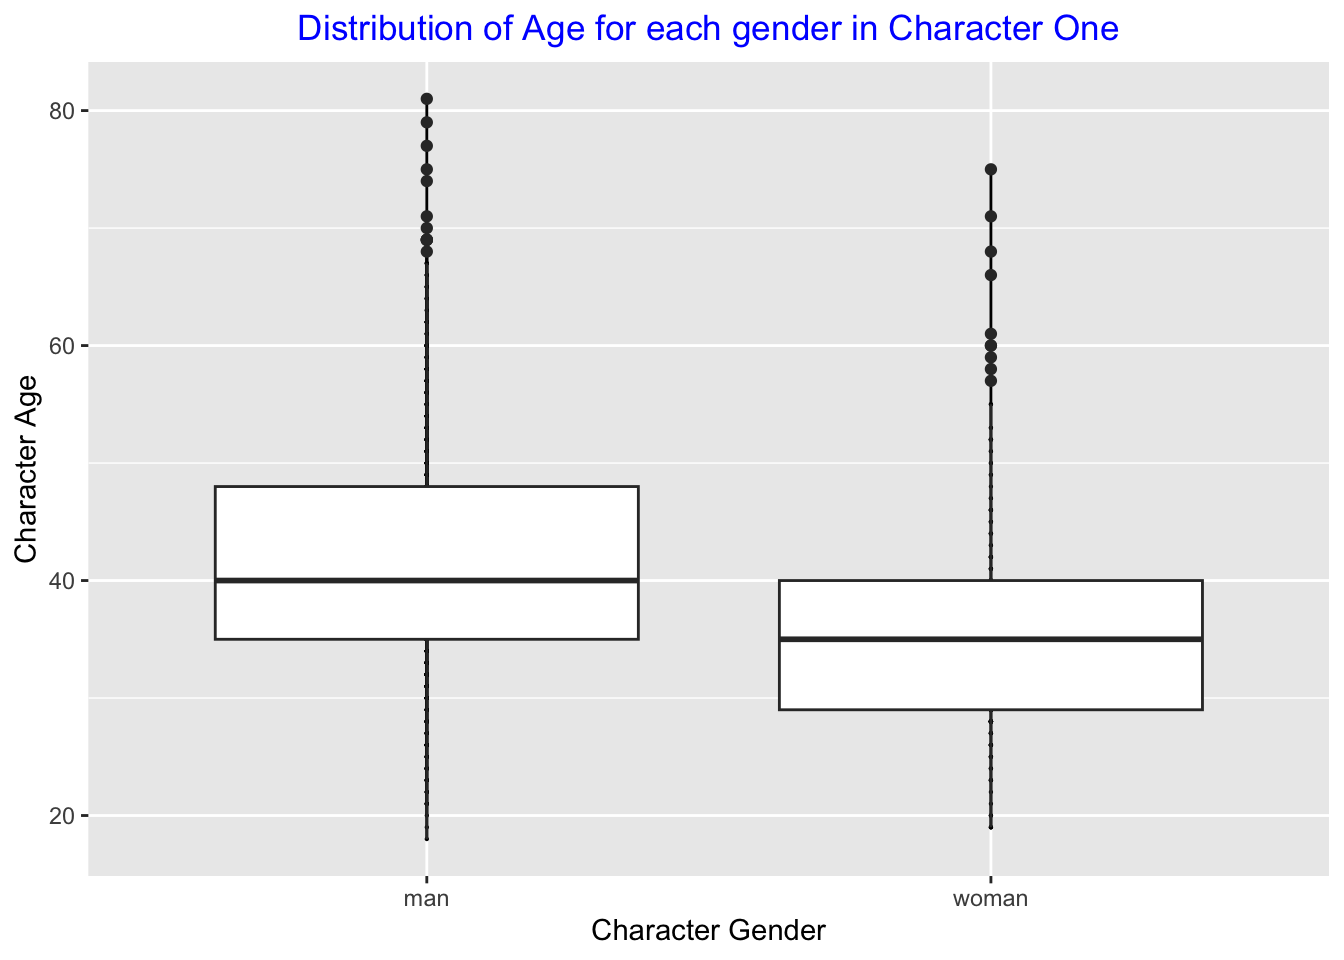 Distribution of Age for each gender in Character One
Character Age
80
60
40
20
man woman
Character Gender